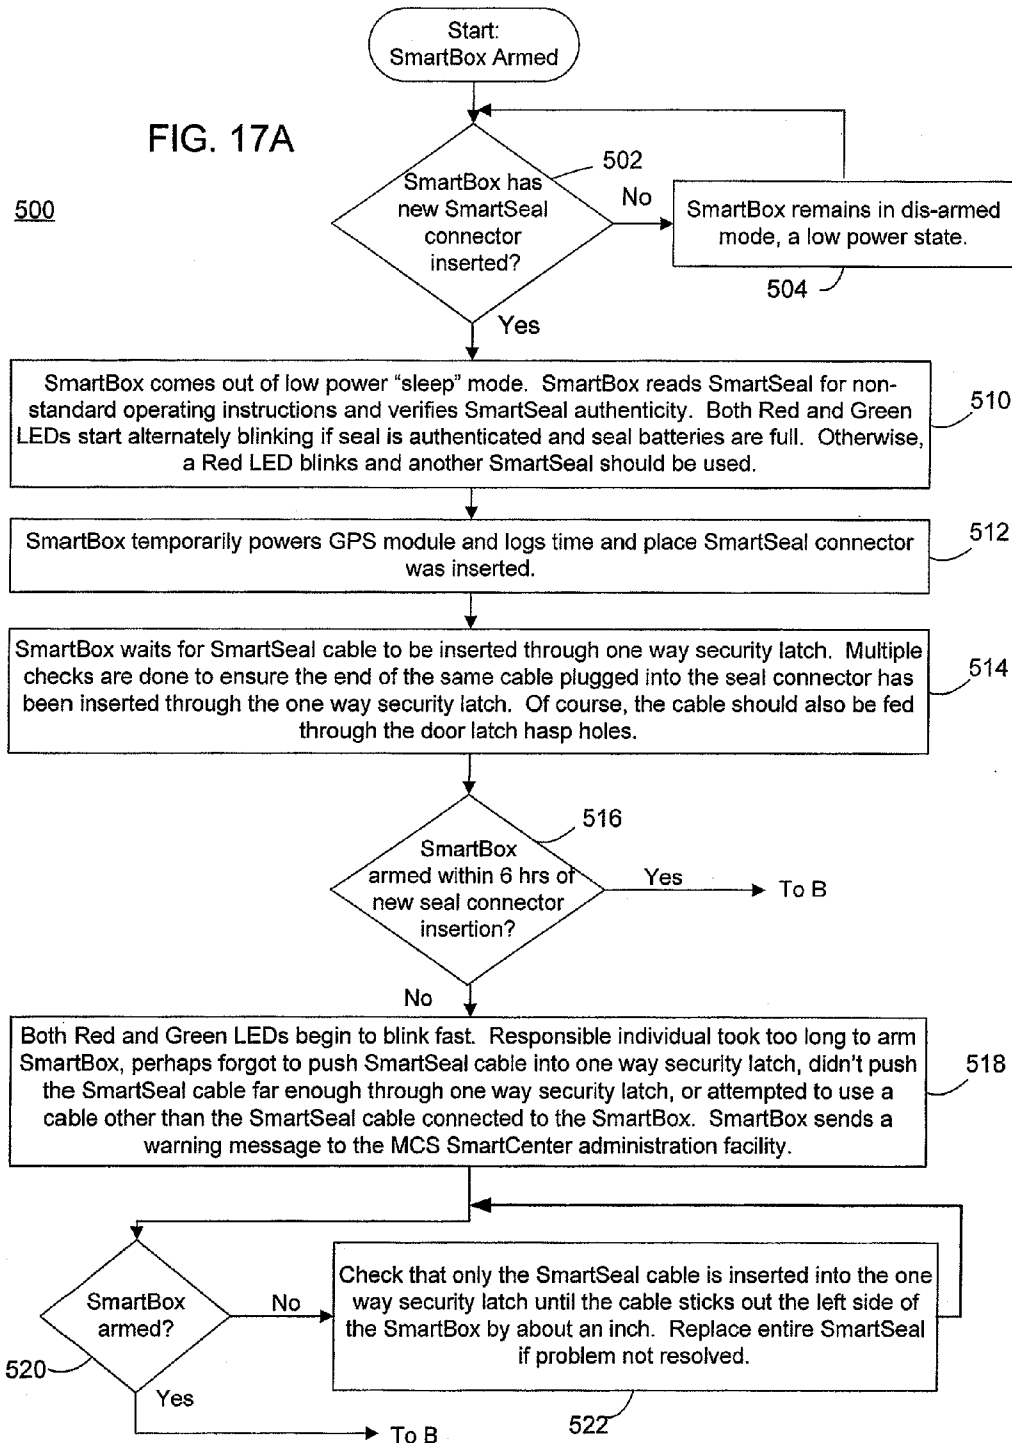 Start:
SmartBox Armed
FIG. 17A
500
SmartBox has
new SmartSeal
connector
inserted?
502
No
SmartBox remains in dis-armed
mode, a low power state.
504
Yes
SmartBox comes out of low power “sleep” mode. SmartBox reads SmartSeal for non-
standard operating instructions and verifies SmartSeal authenticity. Both Red and Green
LEDs start alternately blinking if seal is authenticated and seal batteries are full. Otherwise,
a Red LED blinks and another SmartSeal should be used.
510
SmartBox temporarily powers GPS module and logs time and place SmartSeal connector
was inserted.
512
SmartBox waits for SmartSeal cable to be inserted through one way security latch. Multiple
checks are done to ensure the end of the same cable plugged into the seal connector has
been inserted through the one way security latch. Of course, the cable should also be fed
through the door latch hasp holes.
514
SmartBox
armed within 6 hrs of
new seal connector
insertion?
516
Yes
To B
No
Both Red and Green LEDs begin to blink fast. Responsible individual took too long to arm
SmartBox, perhaps forgot to push SmartSeal cable into one way security latch, didn't push
the SmartSeal cable far enough through one way security latch, or attempted to use a
cable other than the SmartSeal cable connected to the SmartBox. SmartBox sends a
warning message to the MCS SmartCenter administration facility.
518
SmartBox
armed?
520
No
Check that only the SmartSeal cable is inserted into the one
way security latch until the cable sticks out the left side of
the SmartBox by about an inch. Replace entire SmartSeal
if problem not resolved.
522
Yes
To B